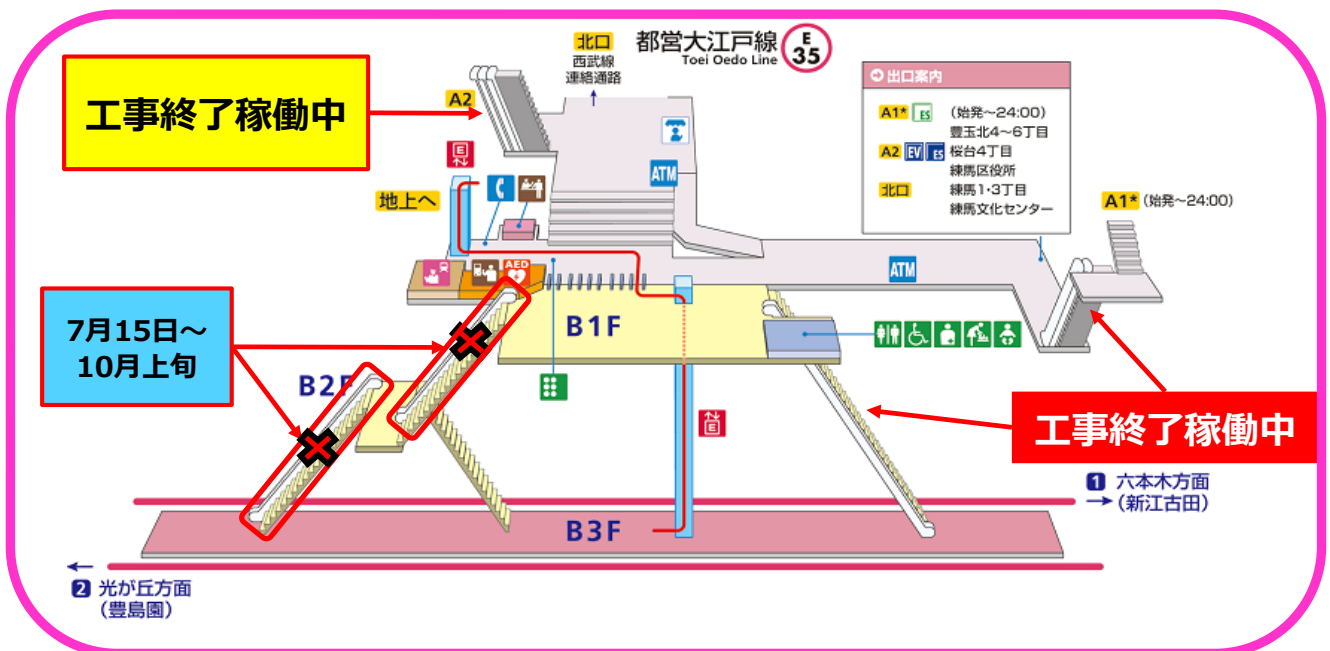 北口
西武線
連絡通路
都営大江戸線
Toei Oedo Line
E
35
工事終了稼働中
A2
出口案内
A1* ES (始発～24:00)
豊玉北4～6丁目
A2 EV ES 桜台4丁目
練馬区役所
北口 練馬1・3丁目
練馬文化センター
E
ATM
地上へ
A1* (始発～24:00)
AED
ATM
7月15日～
10月上旬
B1F
B2F
E
工事終了稼働中
1 六本木方面
→(新江古田)
B3F
← 
2 光が丘方面
(豊島園)